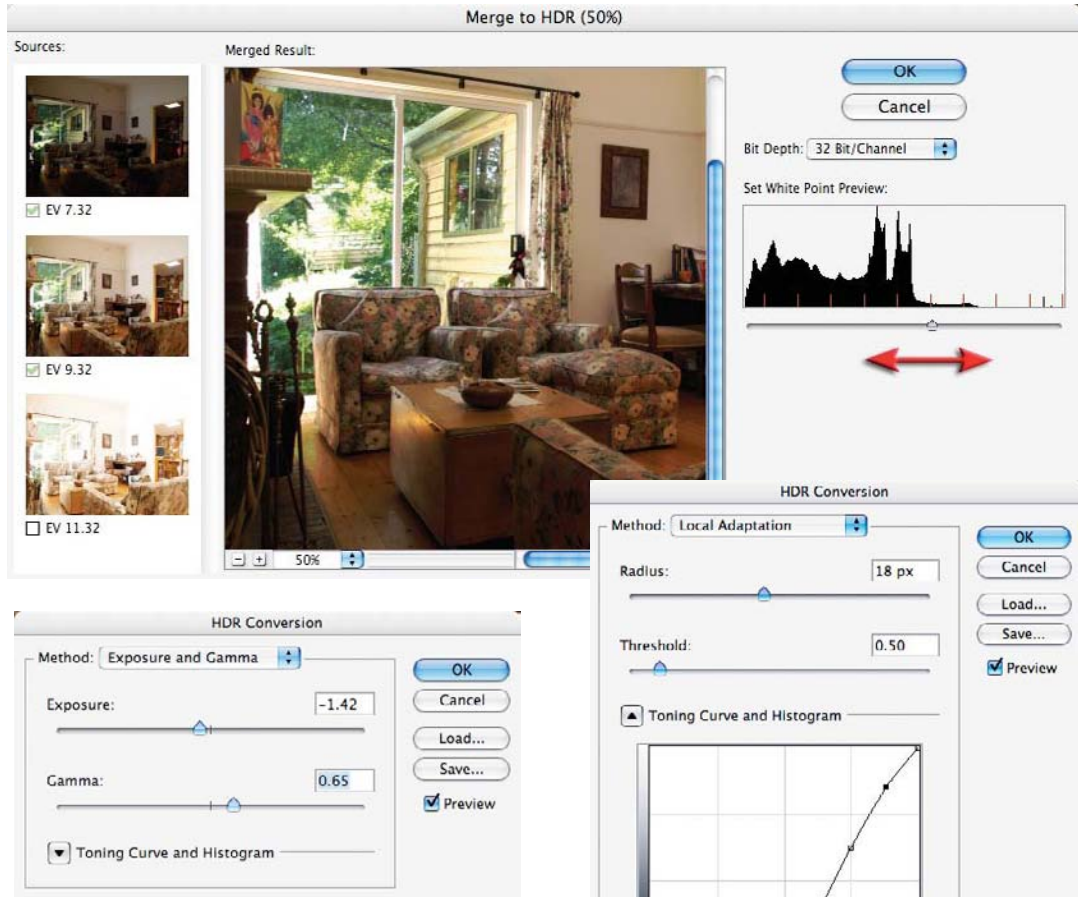 Merge to HDR (50%)
Sources:
EV 7.32
EV 9.32
EV 11.32
Merged Result:
50%
OK
Cancel
Bit Depth: 32 Bit/Channel
Set White Point Preview:
HDR Conversion
Method: Exposure and Gamma
Exposure: -1.42
Gamma: 0.65
Toning Curve and Histogram
OK
Cancel
Load...
Save...
Preview
HDR Conversion
Method: Local Adaptation
Radius: 18 px
Threshold: 0.50
Toning Curve and Histogram
OK
Cancel
Load...
Save...
Preview